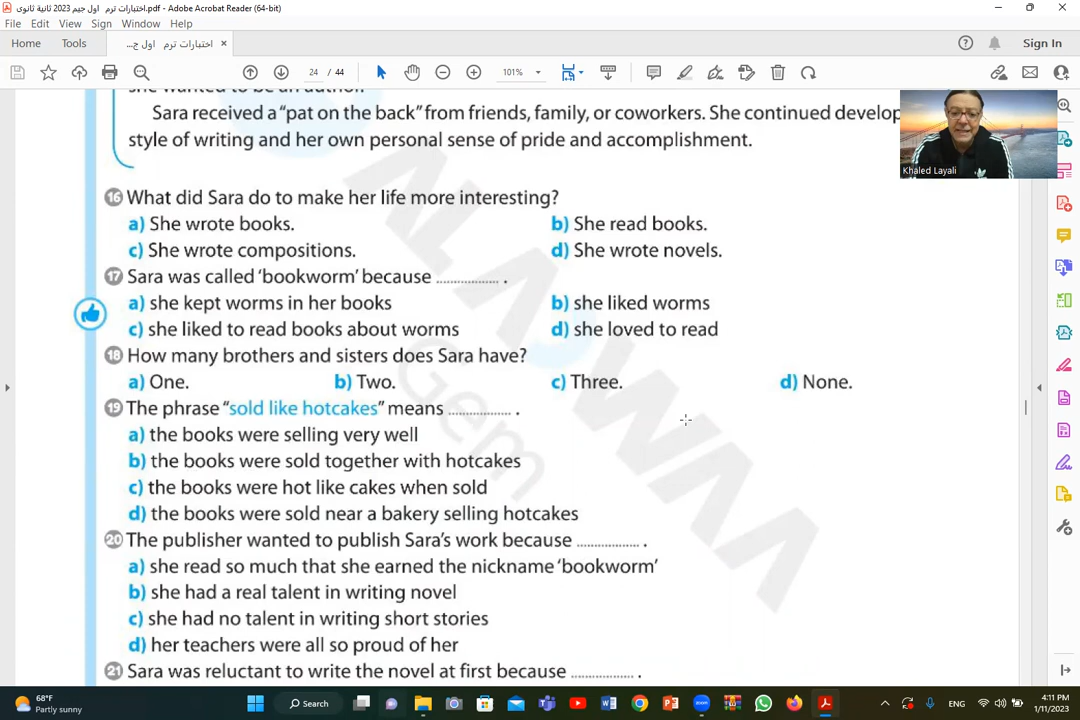 اختبارات ترم اول جيم 2023 ثانية ثانوى.pdf - Adobe Acrobat Reader (64-bit)
File Edit View Sign Window Help
Home Tools اختبارات ترم اول ج... × Sign In
24 / 44 101%
she wanted to be an author.
Sara received a “pat on the back” from friends, family, or coworkers. She continued develop
style of writing and her own personal sense of pride and accomplishment.
Khaled Layali
16 What did Sara do to make her life more interesting?
a) She wrote books. b) She read books.
c) She wrote compositions. d) She wrote novels.
17 Sara was called ‘bookworm’ because .................. .
a) she kept worms in her books b) she liked worms
c) she liked to read books about worms d) she loved to read
18 How many brothers and sisters does Sara have?
a) One. b) Two. c) Three. d) None.
19 The phrase “sold like hotcakes” means .................. .
a) the books were selling very well
b) the books were sold together with hotcakes
c) the books were hot like cakes when sold
d) the books were sold near a bakery selling hotcakes
20 The publisher wanted to publish Sara’s work because .................. .
a) she read so much that she earned the nickname ‘bookworm’
b) she had a real talent in writing novel
c) she had no talent in writing short stories
d) her teachers were all so proud of her
21 Sara was reluctant to write the novel at first because .................. .
ALAWWA
Gem
68°F
Partly sunny
Search
ENG
4:11 PM
1/11/2023